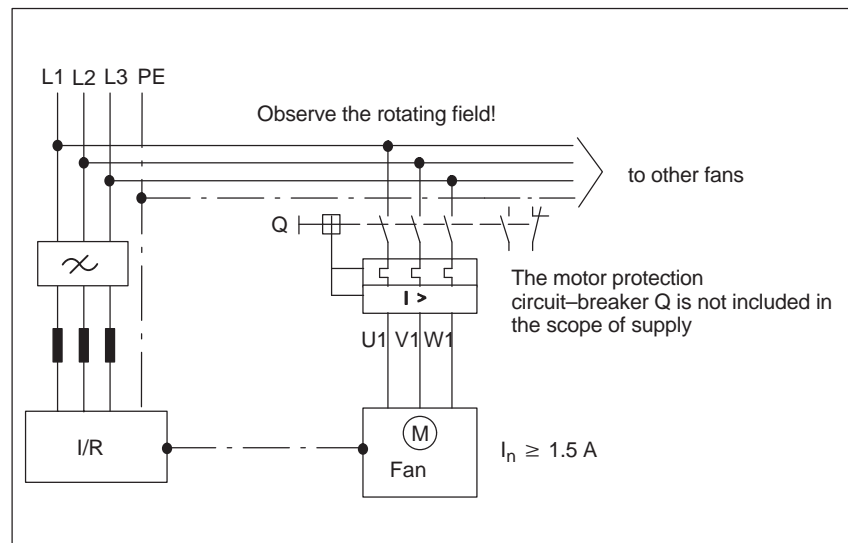 L1 L2 L3 PE
Observe the rotating field!
to other fans
Q
The motor protection
circuit–breaker Q is not included in
the scope of supply
I >
U1 V1 W1
I/R
M
Fan
In ≥ 1.5 A